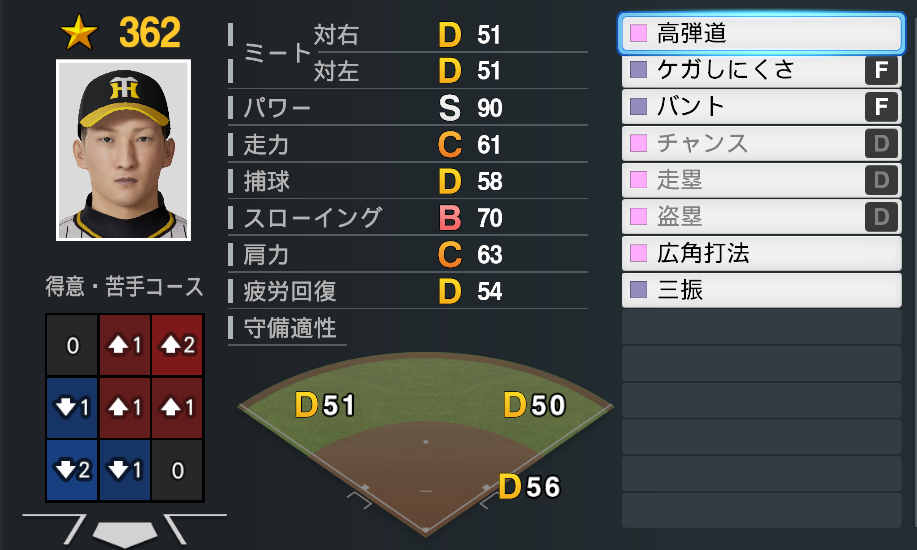 362
ミート 対右 D 51
対左 D 51
パワー S 90
走力 C 61
捕球 D 58
スローイング B 70
肩力 C 63
疲労回復 D 54
守備適性
D 51
D 50
D 56
得意・苦手コース
0 1 2
1 1 1
2 1 0
高弾道
ケガしにくさ F
バント F
チャンス D
走塁 D
盗塁 D
広角打法
三振